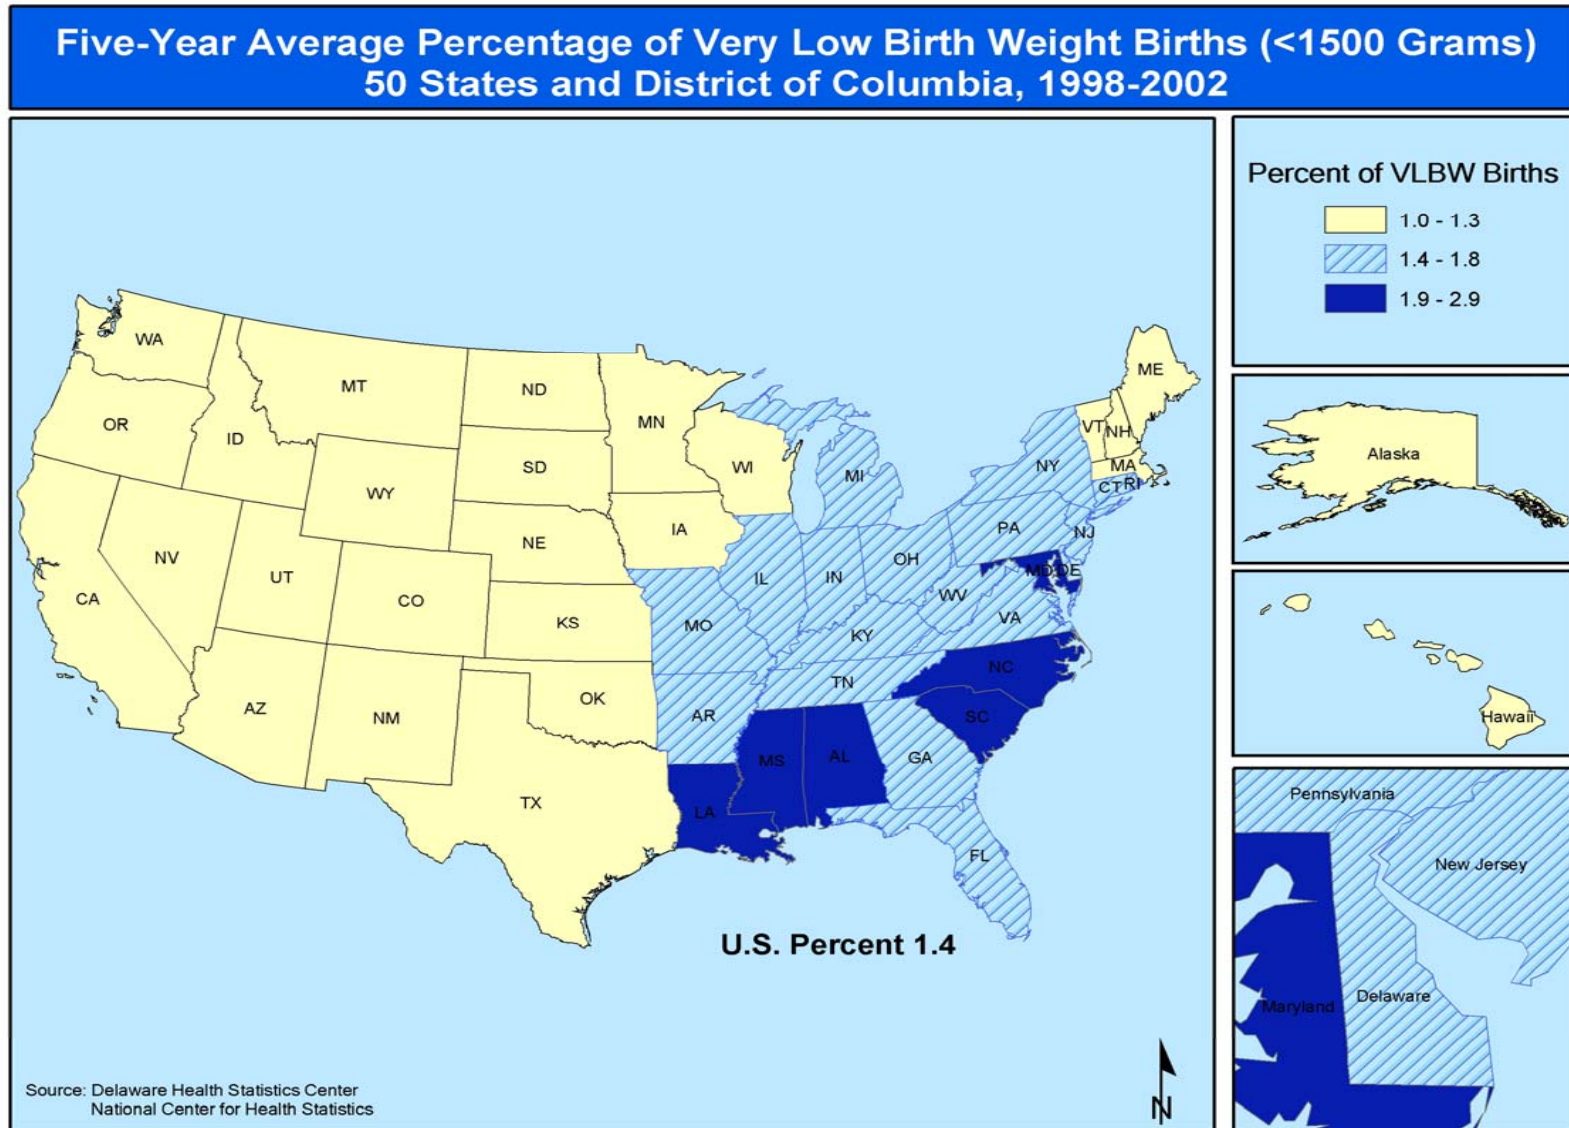 Five-Year Average Percentage of Very Low Birth Weight Births (<1500 Grams)
50 States and District of Columbia, 1998-2002
Percent of VLBW Births
1.0 - 1.3
1.4 - 1.8
1.9 - 2.9
WA
OR
CA
ID
NV
MT
WY
UT
AZ
CO
NM
ND
SD
NE
KS
OK
TX
MN
IA
MO
AR
LA
WI
IL
MI
IN
OH
KY
TN
MS
AL
GA
FL
SC
NC
VA
WV
MD
DE
PA
NJ
NY
CT
RI
MA
VT
NH
ME
U.S. Percent 1.4
Source: Delaware Health Statistics Center
National Center for Health Statistics
N
Alaska
Hawaii
Pennsylvania
New Jersey
Maryland
Delaware